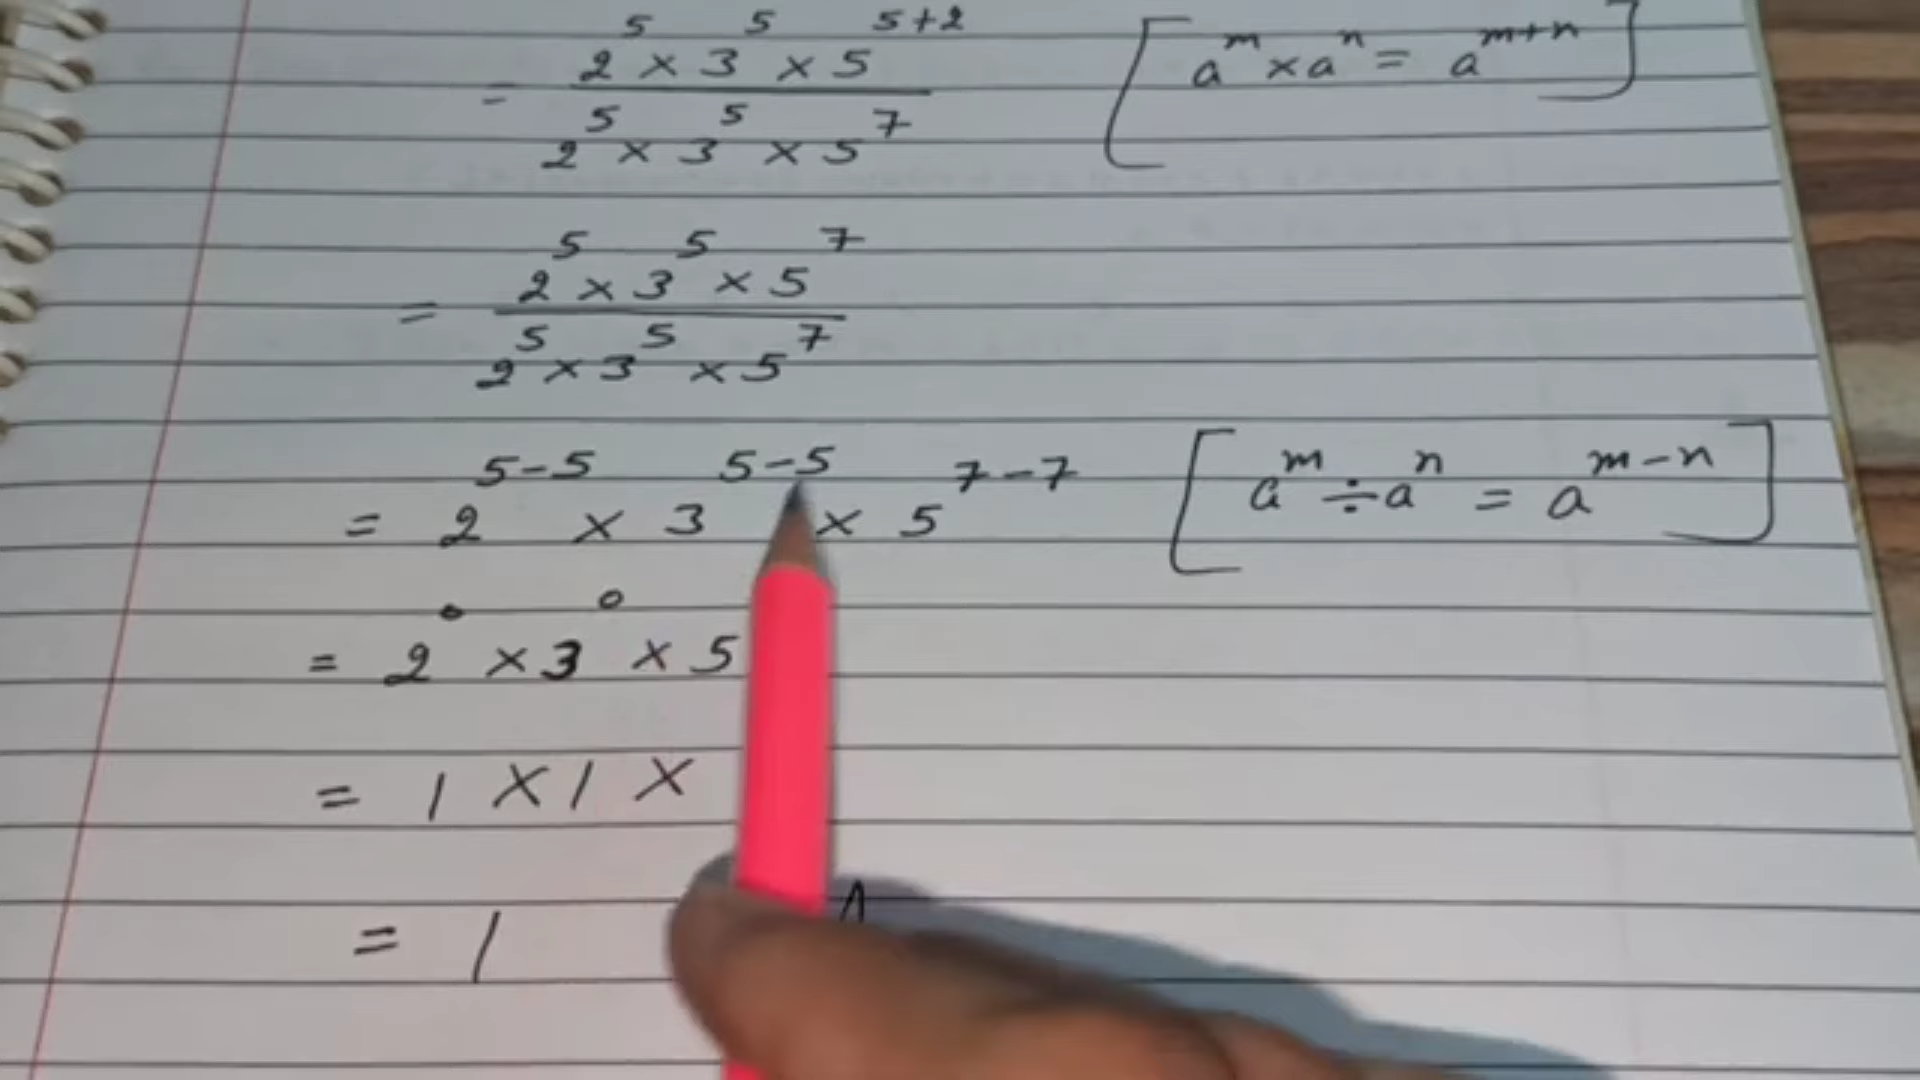 = 2^5 × 3^5 × 5^{5+2} / 2^5 × 3^5 × 5^7 [a^m × a^n = a^{m+n}]
= 2^5 × 3^5 × 5^7 / 2^5 × 3^5 × 5^7
= 2^{5-5} × 3^{5-5} × 5^{7-7} [a^m ÷ a^n = a^{m-n}]
= 2^0 × 3^0 × 5
= 1 × 1 ×
= 1